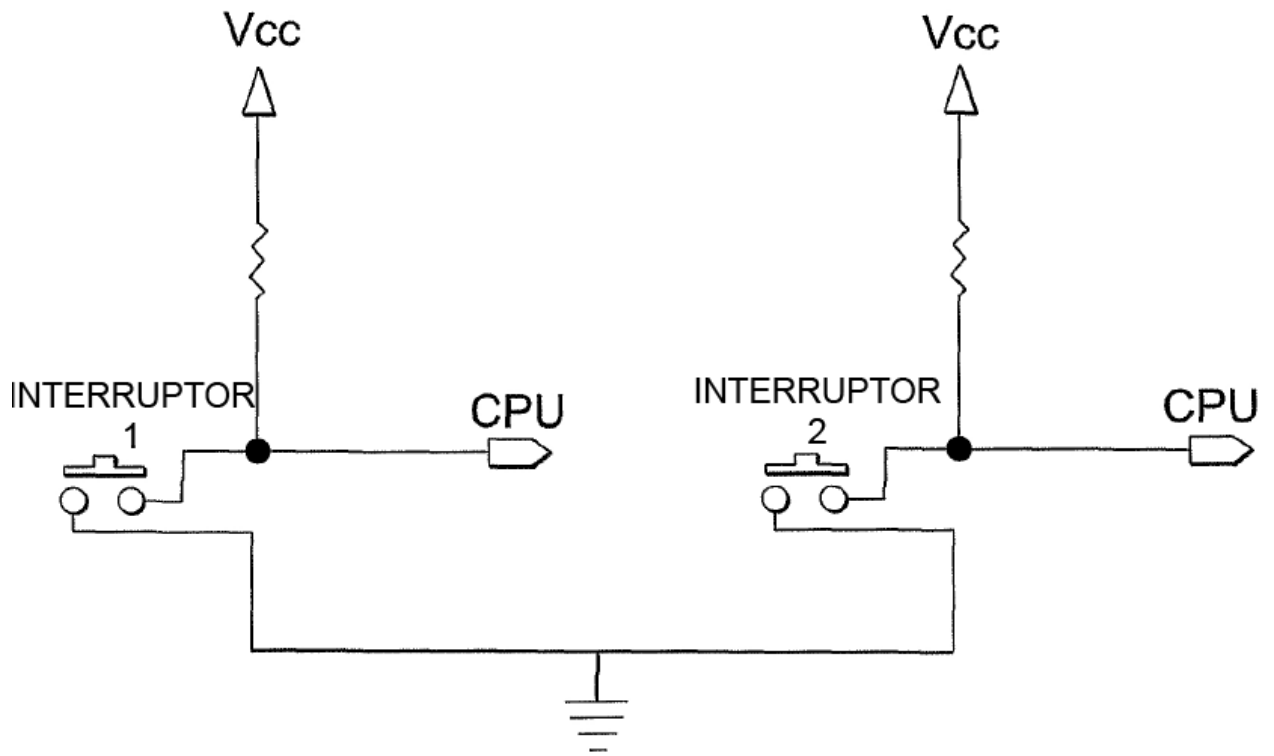 Vcc
Vcc
INTERRUPTOR
1
CPU
INTERRUPTOR
2
CPU